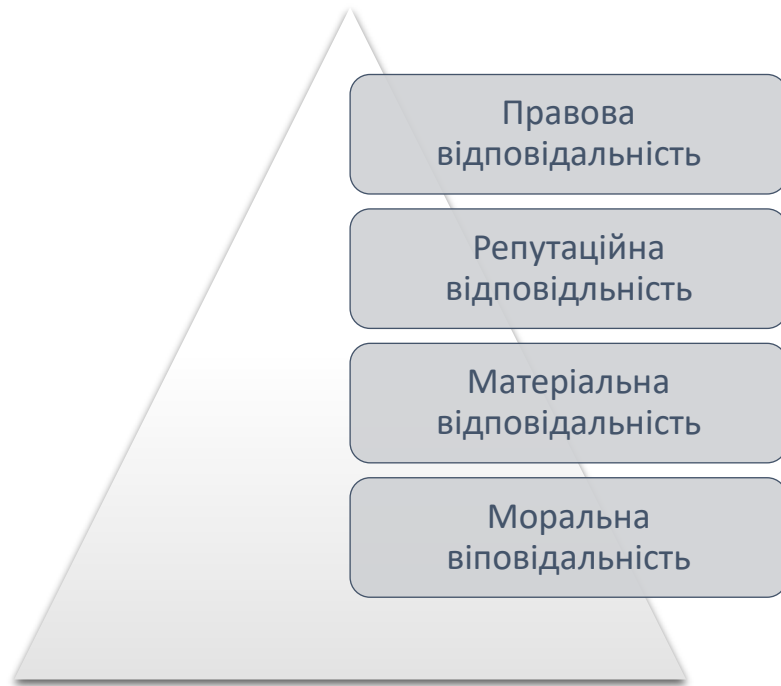 Правова
відповідальність
Репутаційна
відповідльність
Матеріальна
відповідальність
Моральна
віповідальність